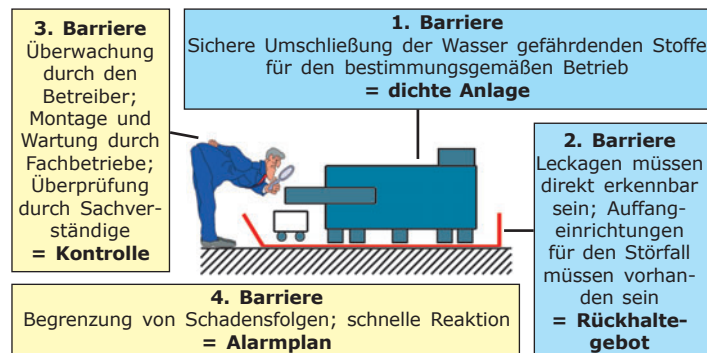 3. Barriere
Überwachung
durch den
Betreiber;
Montage und
Wartung durch
Fachbetriebe;
Überprüfung
durch Sachver-
ständige
= Kontrolle
1. Barriere
Sichere Umschließung der Wasser gefährdenden Stoffe
für den bestimmungsgemäßen Betrieb
= dichte Anlage
2. Barriere
Leckagen müssen
direkt erkennbar
sein; Auffang-
einrichtungen
für den Störfall
müssen vorhan-
den sein
= Rückhalte-
gebot
4. Barriere
Begrenzung von Schadensfolgen; schnelle Reaktion
= Alarmplan